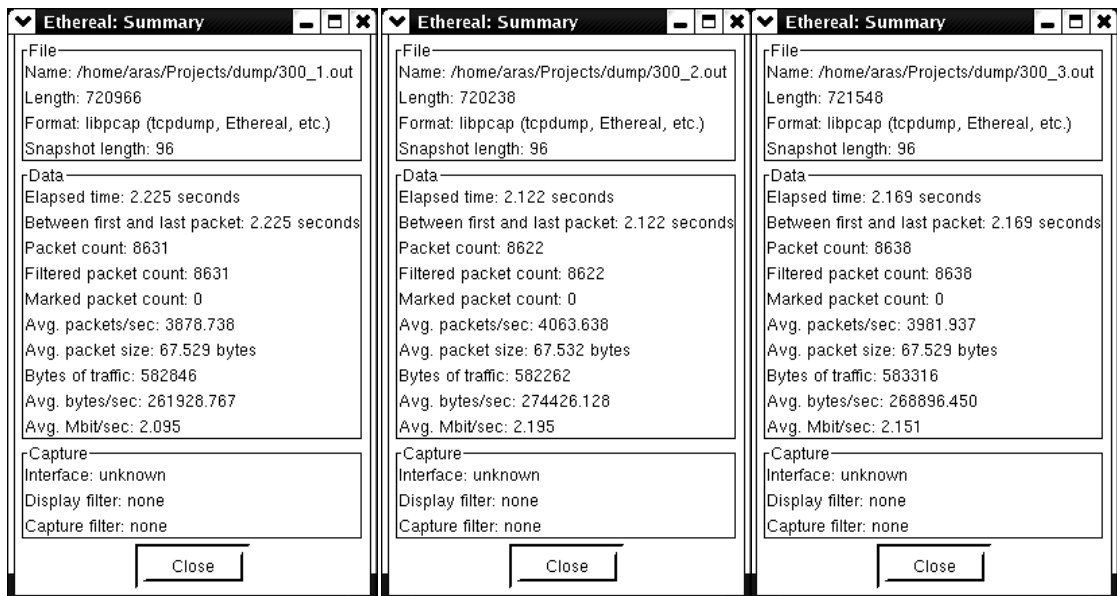 Ethereal: Summary
File
Name: /home/aras/Projects/dump/300_1.out
Length: 720966
Format: libpcap (tcpdump, Ethereal, etc.)
Snapshot length: 96
Data
Elapsed time: 2.225 seconds
Between first and last packet: 2.225 seconds
Packet count: 8631
Filtered packet count: 8631
Marked packet count: 0
Avg. packets/sec: 3878.738
Avg. packet size: 67.529 bytes
Bytes of traffic: 582846
Avg. bytes/sec: 261928.767
Avg. Mbit/sec: 2.095
Capture
Interface: unknown
Display filter: none
Capture filter: none
Close
Ethereal: Summary
File
Name: /home/aras/Projects/dump/300_2.out
Length: 720238
Format: libpcap (tcpdump, Ethereal, etc.)
Snapshot length: 96
Data
Elapsed time: 2.122 seconds
Between first and last packet: 2.122 seconds
Packet count: 8622
Filtered packet count: 8622
Marked packet count: 0
Avg. packets/sec: 4063.638
Avg. packet size: 67.532 bytes
Bytes of traffic: 582262
Avg. bytes/sec: 274426.128
Avg. Mbit/sec: 2.195
Capture
Interface: unknown
Display filter: none
Capture filter: none
Close
Ethereal: Summary
File
Name: /home/aras/Projects/dump/300_3.out
Length: 721548
Format: libpcap (tcpdump, Ethereal, etc.)
Snapshot length: 96
Data
Elapsed time: 2.169 seconds
Between first and last packet: 2.169 seconds
Packet count: 8638
Filtered packet count: 8638
Marked packet count: 0
Avg. packets/sec: 3981.937
Avg. packet size: 67.529 bytes
Bytes of traffic: 583316
Avg. bytes/sec: 268896.450
Avg. Mbit/sec: 2.151
Capture
Interface: unknown
Display filter: none
Capture filter: none
Close